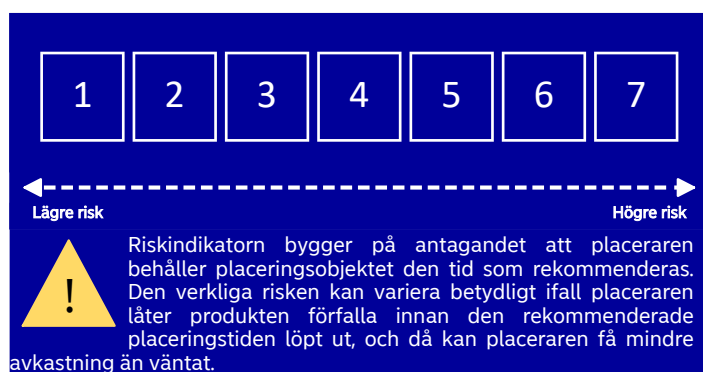 1 2 3 4 5 6 7
Lägre risk Högre risk
! Riskindikatorn bygger på antagandet att placeraren
behåller placeringsobjektet den tid som rekommenderas.
Den verkliga risken kan variera betydligt ifall placeraren
låter produkten förfalla innan den rekommenderade
placeringstiden löpt ut, och då kan placeraren få mindre
avkastning än väntat.